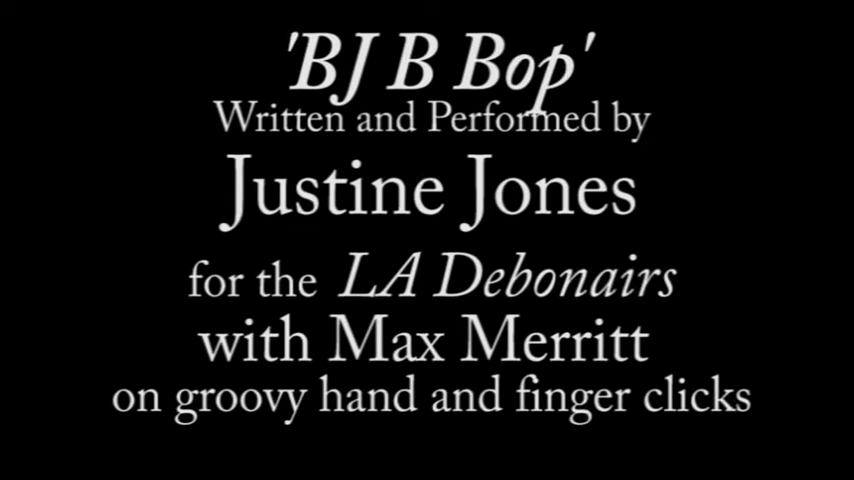 'BJ B Bop'
Written and Performed by
Justine Jones
for the LA Debonairs
with Max Merritt
on groovy hand and finger clicks